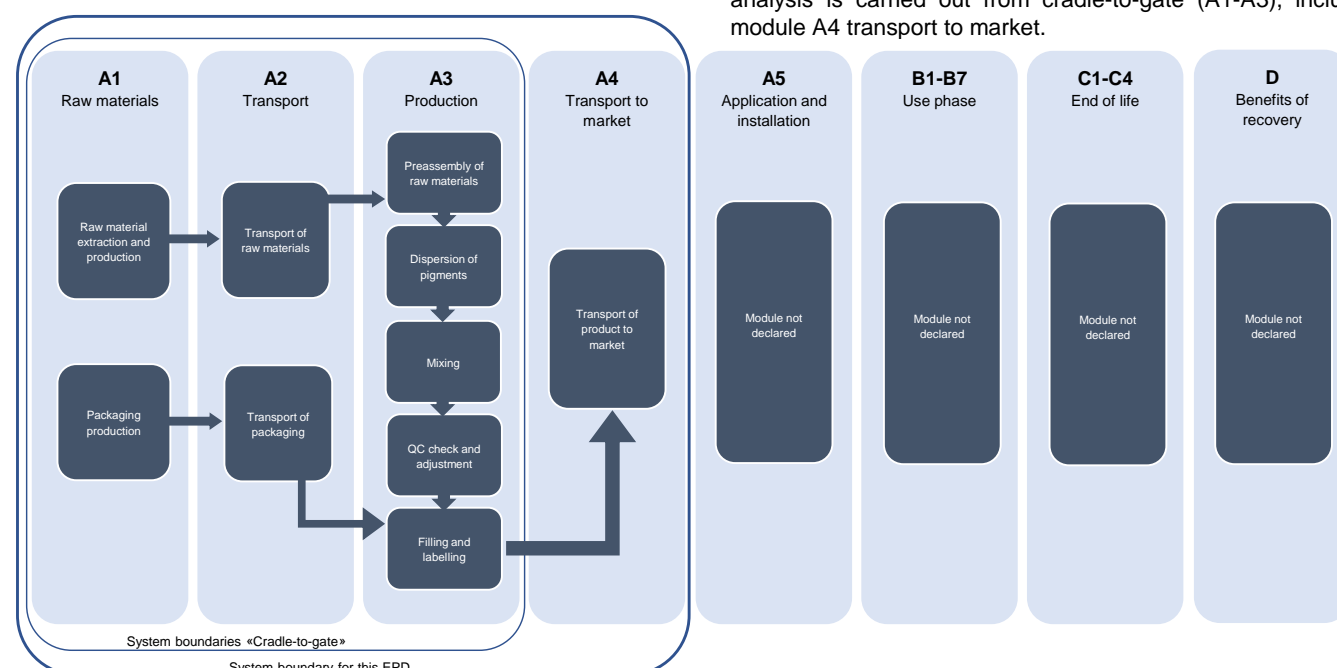 analysis is carried out from cradle-to-gate (A1-A3),
module A4 transport to market.
A1
Raw materials
A2
Transport
A3
Production
A4
Transport to
market
A5
Application and
installation
B1-B7
Use phase
C1-C4
End of life
D
Benefits of
recovery
Raw material
extraction and
production
Transport of
raw materials
Preassembly of
raw materials
Dispersion of
pigments
Mixing
QC check and
adjustment
Filling and
labelling
Packaging
production
Transport of
packaging
Transport of
product to
market
Module not
declared
Module not
declared
Module not
declared
Module not
declared
System boundaries «Cradle-to-gate»
System boundary for this EPD